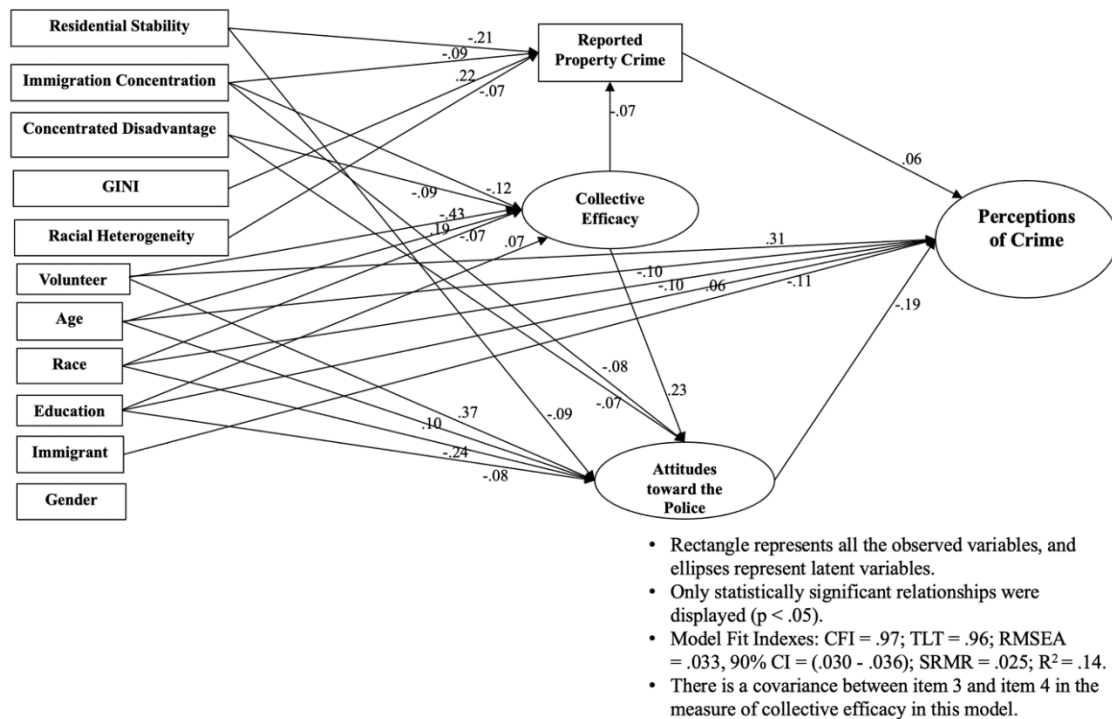 Residential Stability
Immigration Concentration
Concentrated Disadvantage
GINI
Racial Heterogeneity
Volunteer
Age
Race
Education
Immigrant
Gender
-.21
-.09
.22
-.07
Reported
Property Crime
-.07
.06
-.12
-.09
-.43
.19
-.07
.07
Collective
Efficacy
Perceptions
of Crime
.31
-.10
-.10
.06
-.11
-.19
-.08
-.07
.23
-.09
.37
.10
-.24
-.08
Attitudes
toward the
Police
• Rectangle represents all the observed variables, and
ellipses represent latent variables.
• Only statistically significant relationships were
displayed (p < .05).
• Model Fit Indexes: CFI = .97; TLT = .96; RMSEA
= .033, 90% CI = (.030 - .036); SRMR = .025; R² = .14.
• There is a covariance between item 3 and item 4 in the
measure of collective efficacy in this model.